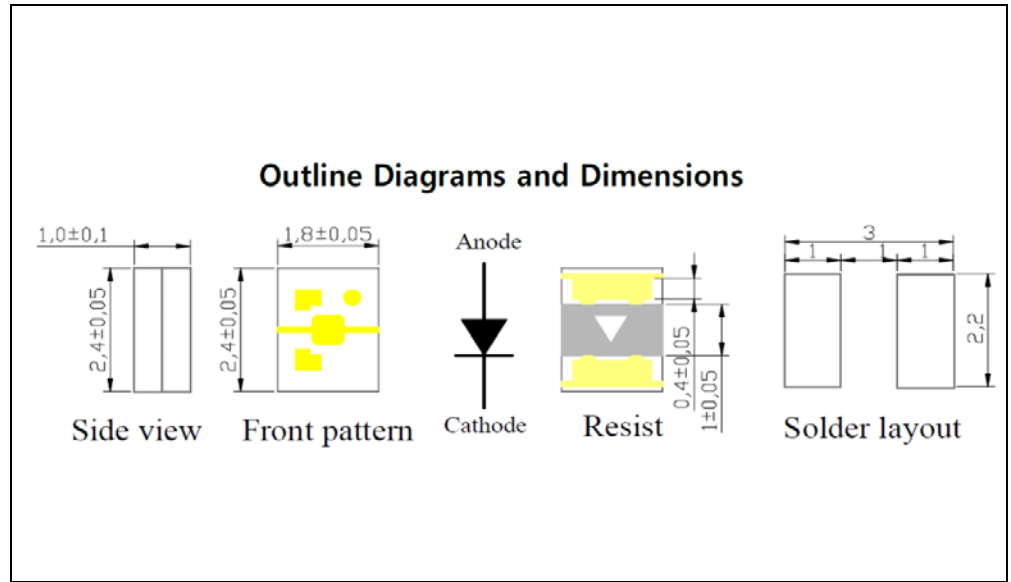 Outline Diagrams and Dimensions
1,0±0,1
2,4±0,05
Side view
1,8±0,05
2,4±0,05
Front pattern
Anode
Cathode
0,4±0,05
1±0,05
Resist
3
1 1 1
2,2
Solder layout